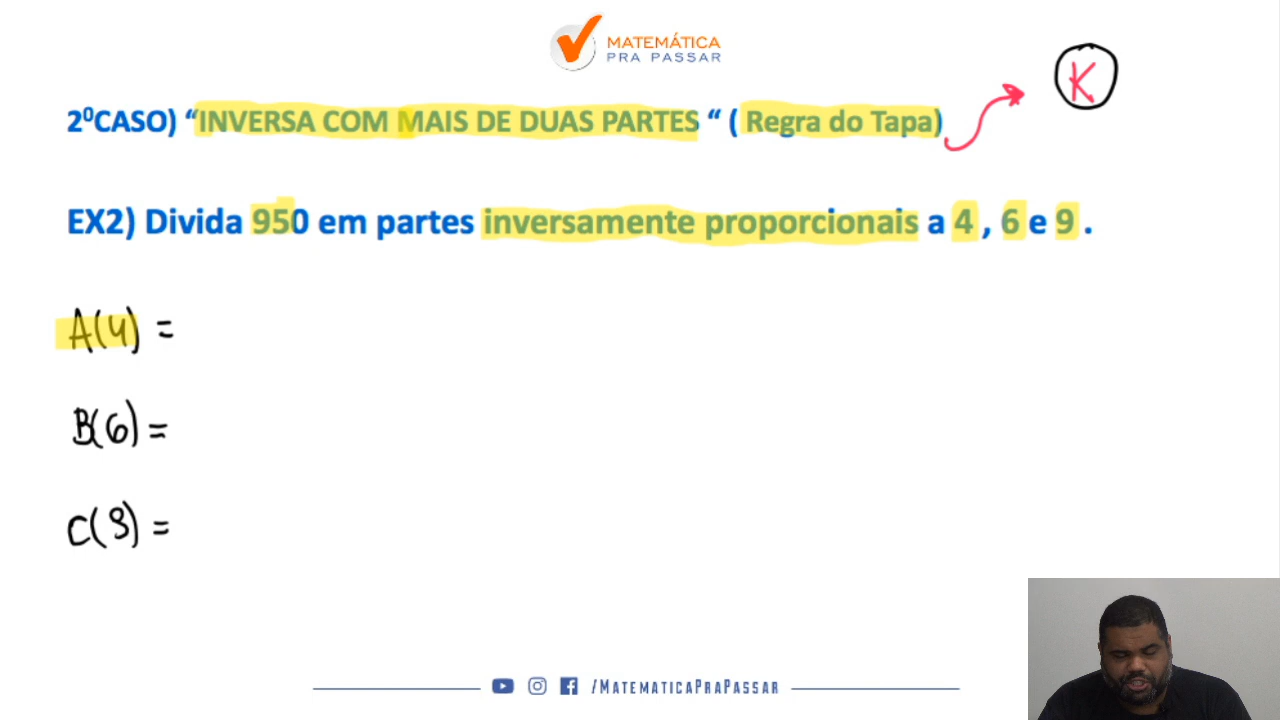 MATEMÁTICA
PRA PASSAR
K
2ºCASO) “INVERSA COM MAIS DE DUAS PARTES “ ( Regra do Tapa)
EX2) Divida 950 em partes inversamente proporcionais a 4 , 6 e 9 .
A(4) =
B(6) =
C(9) =
/MATEMATICAPRAPASSAR